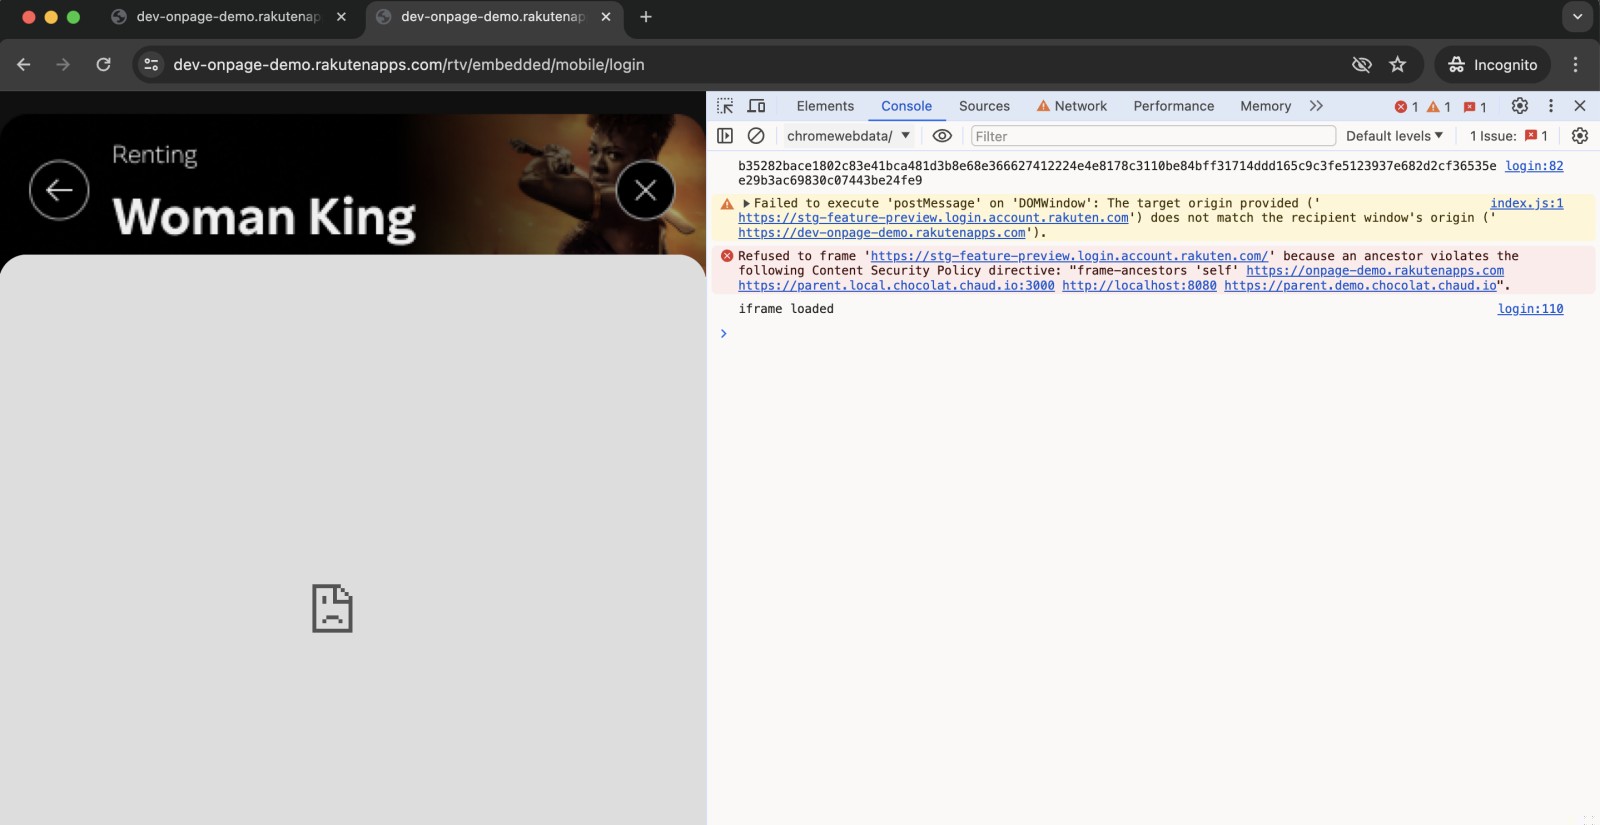 dev-onpage-demo.rakutenap
dev-onpage-demo.rakutenap
dev-onpage-demo.rakutenapps.com/rtv/embedded/mobile/login
Incognito
Renting
Woman King
Elements Console Sources Network Performance Memory 1 1 1
chromewebdata/ Filter Default levels 1 Issue: 1
b35282bace1802c83e41bca481d3b8e68e366627412224e4e8178c3110be84bff31714ddd165c9c3fe5123937e682d2cf36535e login:82
e29b3ac69830c07443be24fe9
Failed to execute 'postMessage' on 'DOMWindow': The target origin provided (' index.js:1
https://stg-feature-preview.login.account.rakuten.com') does not match the recipient window's origin ('
https://dev-onpage-demo.rakutenapps.com').
Refused to frame 'https://stg-feature-preview.login.account.rakuten.com/' because an ancestor violates the
following Content Security Policy directive: "frame-ancestors 'self' https://onpage-demo.rakutenapps.com
https://parent.local.chocolat.chaud.io:3000 http://localhost:8080 https://parent.demo.chocolat.chaud.io".
iframe loaded login:110